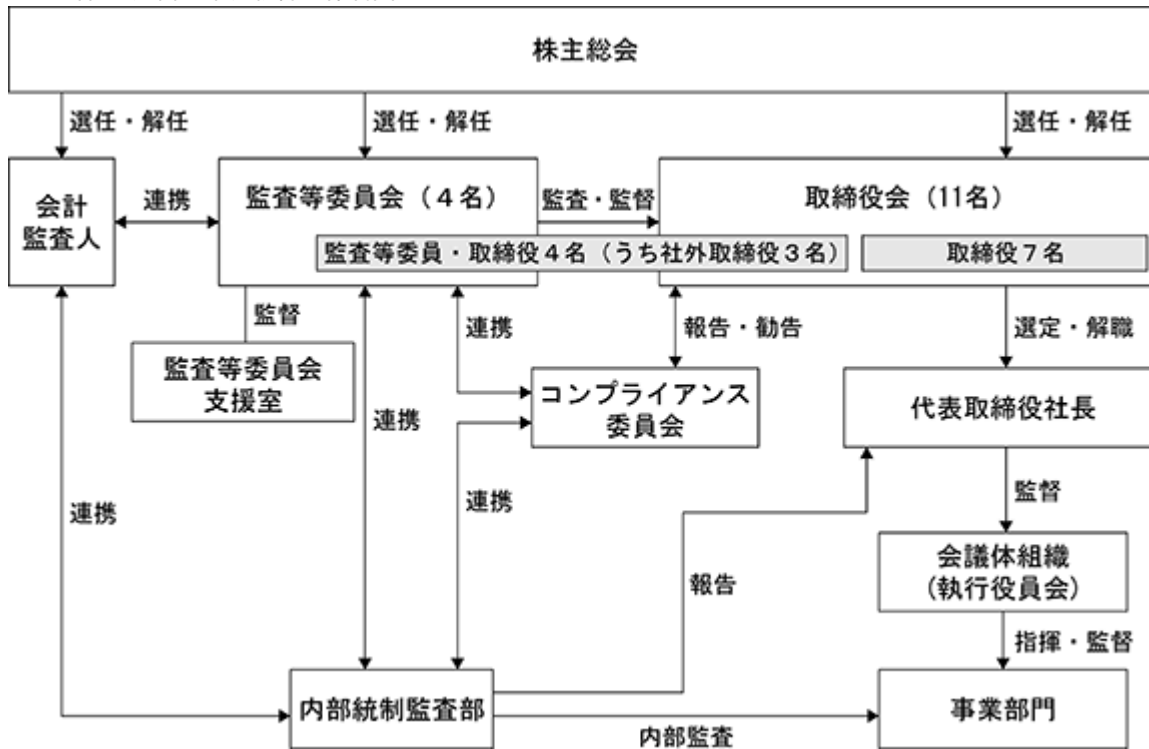 株主総会
選任・解任
選任・解任
選任・解任
会計
監査人
連携
監査等委員会（４名）
監査・監督
取締役会（11名）
監査等委員・取締役４名（うち社外取締役３名）
取締役７名
監督
連携
報告・勧告
選定・解職
監査等委員会
支援室
連携
コンプライアンス
委員会
代表取締役社長
連携
連携
監督
報告
会議体組織
（執行役員会）
指揮・監督
内部統制監査部
内部監査
事業部門